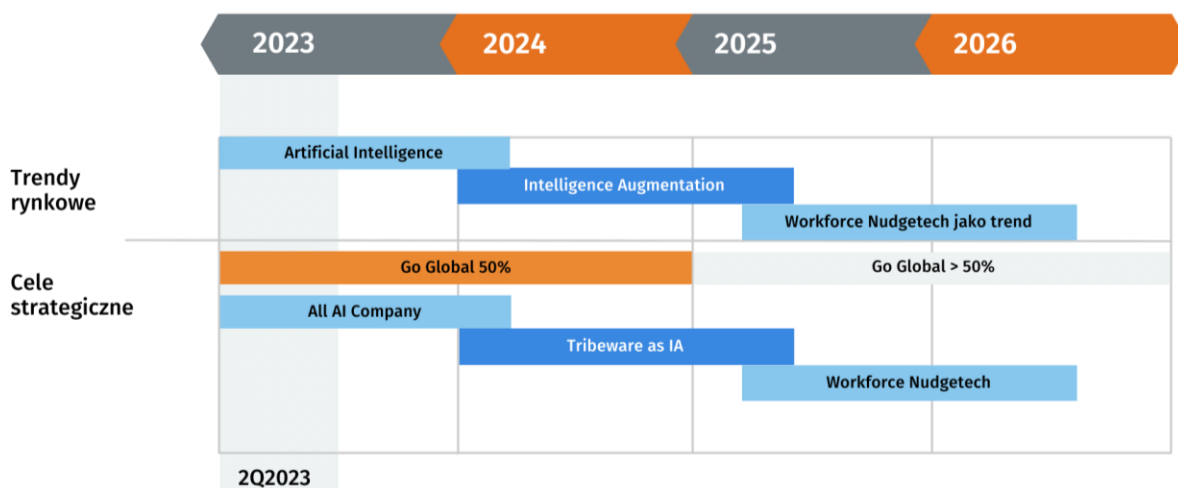 2023
2024
2025
2026
Trendy
rynkowe
Artificial Intelligence
Intelligence Augmentation
Workforce Nudgetech jako trend
Cele
strategiczne
Go Global 50%
Go Global > 50%
All AI Company
Tribeware as IA
Workforce Nudgetech
2Q2023